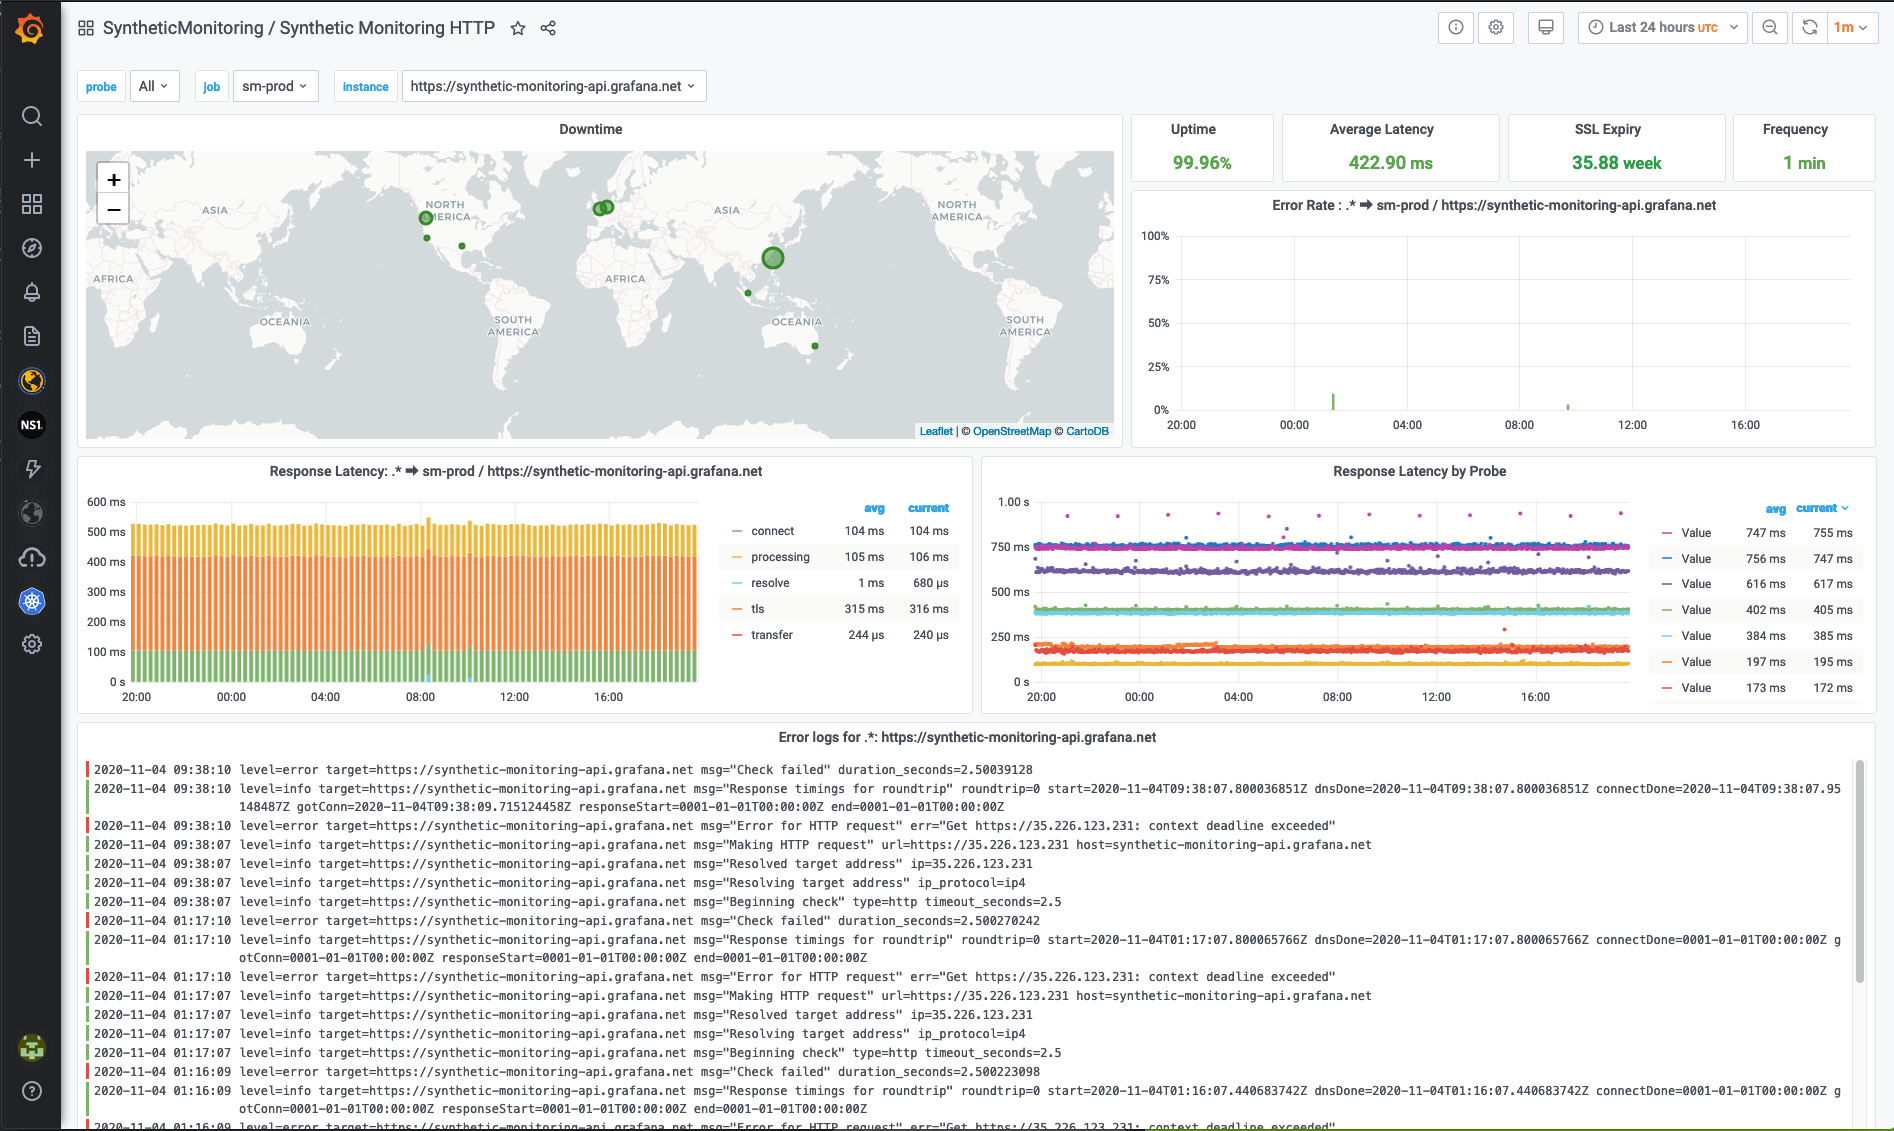 SyntheticMonitoring / Synthetic Monitoring HTTP
Last 24 hours UTC
1m
probe All job sm-prod instance https://synthetic-monitoring-api.grafana.net
Downtime
+
−
ASIA
NORTH
AMERICA
ASIA
NORTH
AMERICA
AFRICA
AFRICA
OCEANIA
SOUTH
AMERICA
OCEANIA
SOUTH
AMERICA
Leaflet | © OpenStreetMap © CartoDB
Uptime
99.96%
Average Latency
422.90 ms
SSL Expiry
35.88 week
Frequency
1 min
Error Rate : .* ➡ sm-prod / https://synthetic-monitoring-api.grafana.net
100%
75%
50%
25%
0%
20:00 00:00 04:00 08:00 12:00 16:00
NS1.
Response Latency: .* ➡ sm-prod / https://synthetic-monitoring-api.grafana.net
600 ms
500 ms
400 ms
300 ms
200 ms
100 ms
0 s
20:00 00:00 04:00 08:00 12:00 16:00
avg current
connect 104 ms 104 ms
processing 105 ms 106 ms
resolve 1 ms 680 µs
tls 315 ms 316 ms
transfer 244 µs 240 µs
Response Latency by Probe
1.00 s
750 ms
500 ms
250 ms
0 s
20:00 00:00 04:00 08:00 12:00 16:00
avg current
Value 747 ms 755 ms
Value 756 ms 747 ms
Value 616 ms 617 ms
Value 402 ms 405 ms
Value 384 ms 385 ms
Value 197 ms 195 ms
Value 173 ms 172 ms
Error logs for .*: https://synthetic-monitoring-api.grafana.net
2020-11-04 09:38:10 level=error target=https://synthetic-monitoring-api.grafana.net msg="Check failed" duration_seconds=2.50039128
2020-11-04 09:38:10 level=info target=https://synthetic-monitoring-api.grafana.net msg="Response timings for roundtrip" roundtrip=0 start=2020-11-04T09:38:07.800036851Z dnsDone=2020-11-04T09:38:07.800036851Z connectDone=2020-11-04T09:38:07.95
148487Z gotConn=2020-11-04T09:38:09.715124458Z responseStart=0001-01-01T00:00:00Z end=0001-01-01T00:00:00Z
2020-11-04 09:38:10 level=info target=https://synthetic-monitoring-api.grafana.net msg="Error for HTTP request" err="Get https://35.226.123.231: context deadline exceeded"
2020-11-04 09:38:07 level=info target=https://synthetic-monitoring-api.grafana.net msg="Making HTTP request" url=https://35.226.123.231 host=synthetic-monitoring-api.grafana.net
2020-11-04 09:38:07 level=info target=https://synthetic-monitoring-api.grafana.net msg="Resolved target address" ip=35.226.123.231
2020-11-04 09:38:07 level=info target=https://synthetic-monitoring-api.grafana.net msg="Resolving target address" ip_protocol=ip4
2020-11-04 09:38:07 level=info target=https://synthetic-monitoring-api.grafana.net msg="Beginning check" type=http timeout_seconds=2.5
2020-11-04 01:17:10 level=error target=https://synthetic-monitoring-api.grafana.net msg="Check failed" duration_seconds=2.500270242
2020-11-04 01:17:10 level=info target=https://synthetic-monitoring-api.grafana.net msg="Response timings for roundtrip" roundtrip=0 start=2020-11-04T01:17:07.800065766Z dnsDone=2020-11-04T01:17:07.800065766Z connectDone=0001-01-01T00:00:00Z g
otConn=0001-01-01T00:00:00Z responseStart=0001-01-01T00:00:00Z end=0001-01-01T00:00:00Z
2020-11-04 01:17:10 level=info target=https://synthetic-monitoring-api.grafana.net msg="Error for HTTP request" err="Get https://35.226.123.231: context deadline exceeded"
2020-11-04 01:17:07 level=info target=https://synthetic-monitoring-api.grafana.net msg="Making HTTP request" url=https://35.226.123.231 host=synthetic-monitoring-api.grafana.net
2020-11-04 01:17:07 level=info target=https://synthetic-monitoring-api.grafana.net msg="Resolved target address" ip=35.226.123.231
2020-11-04 01:17:07 level=info target=https://synthetic-monitoring-api.grafana.net msg="Resolving target address" ip_protocol=ip4
2020-11-04 01:17:07 level=info target=https://synthetic-monitoring-api.grafana.net msg="Beginning check" type=http timeout_seconds=2.5
2020-11-04 01:16:09 level=error target=https://synthetic-monitoring-api.grafana.net msg="Check failed" duration_seconds=2.500223098
2020-11-04 01:16:09 level=info target=https://synthetic-monitoring-api.grafana.net msg="Response timings for roundtrip" roundtrip=0 start=2020-11-04T01:16:07.440683742Z dnsDone=2020-11-04T01:16:07.440683742Z connectDone=0001-01-01T00:00:00Z g
otConn=0001-01-01T00:00:00Z responseStart=0001-01-01T00:00:00Z end=0001-01-01T00:00:00Z
2020-11-04 01:16:09 level=info target=https://synthetic-monitoring-api.grafana.net msg="Error for HTTP request" err="Get https://35.226.123.231: context deadline exceeded"